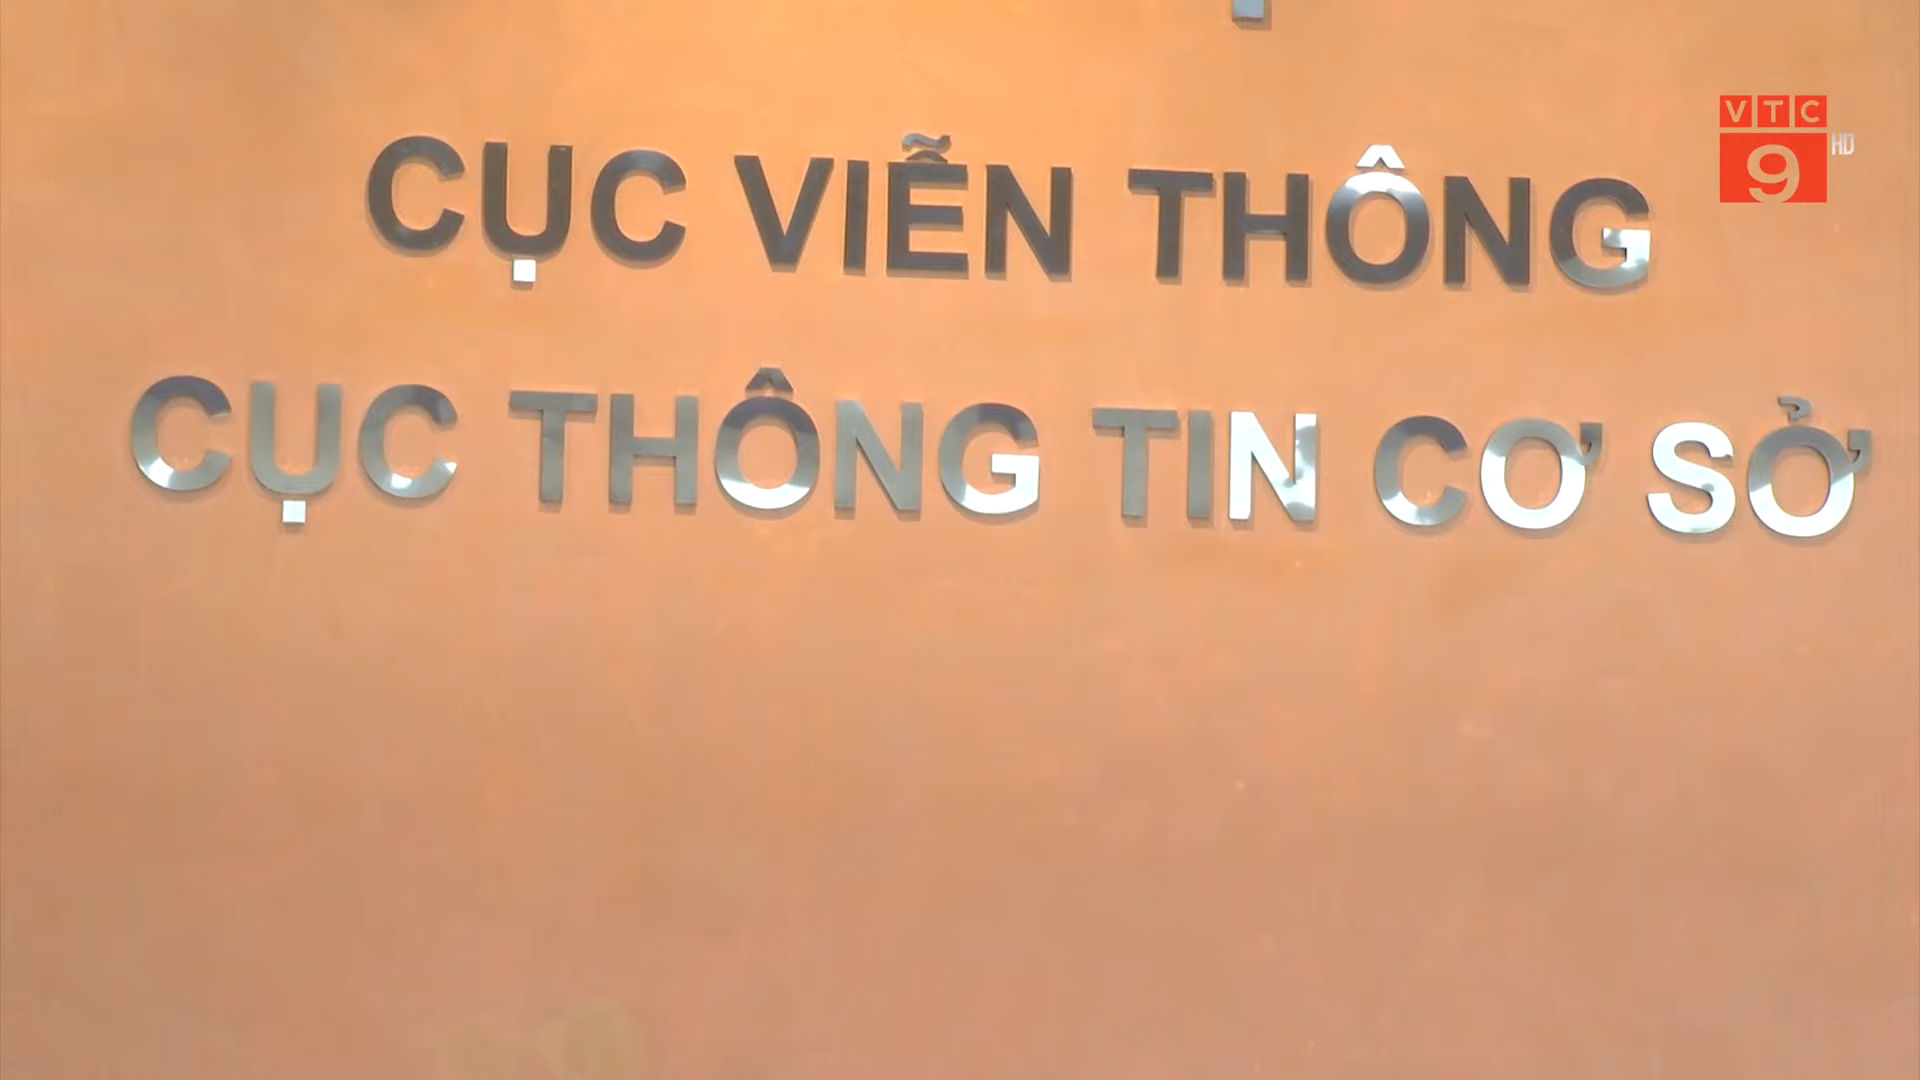 VTC
9 HD
CỤC VIỄN THÔNG
CỤC THÔNG TIN CƠ SỞ